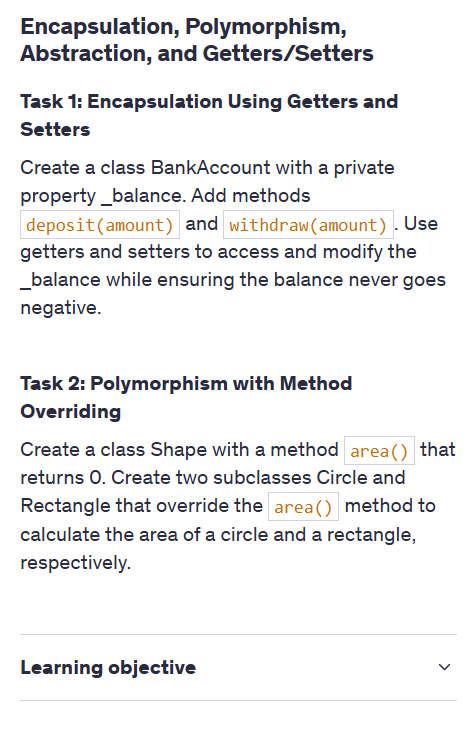 Encapsulation, Polymorphism,
Abstraction, and Getters/Setters
Task 1: Encapsulation Using Getters and
Setters
Create a class BankAccount with a private
property _balance. Add methods
deposit(amount) and withdraw(amount). Use
getters and setters to access and modify the
_balance while ensuring the balance never goes
negative.
Task 2: Polymorphism with Method
Overriding
Create a class Shape with a method area() that
returns 0. Create two subclasses Circle and
Rectangle that override the area() method to
calculate the area of a circle and a rectangle,
respectively.
Learning objective